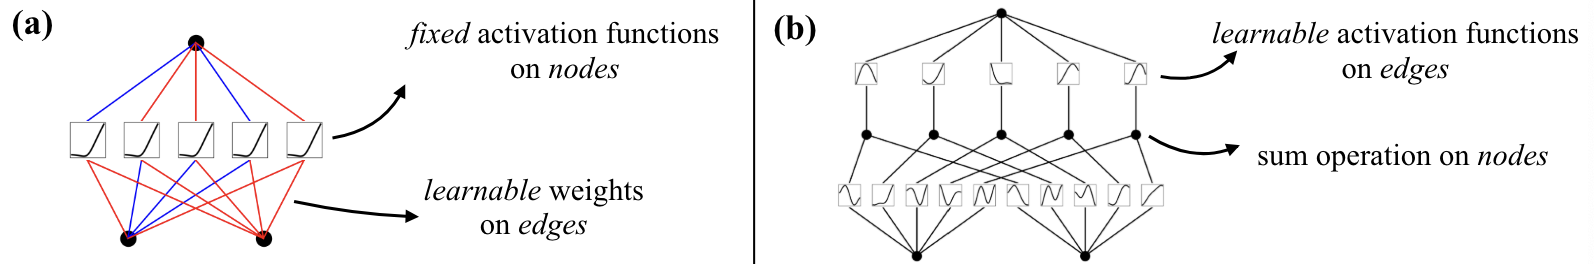 (a)
fixed activation functions
on nodes
learnable weights
on edges
(b)
learnable activation functions
on edges
sum operation on nodes